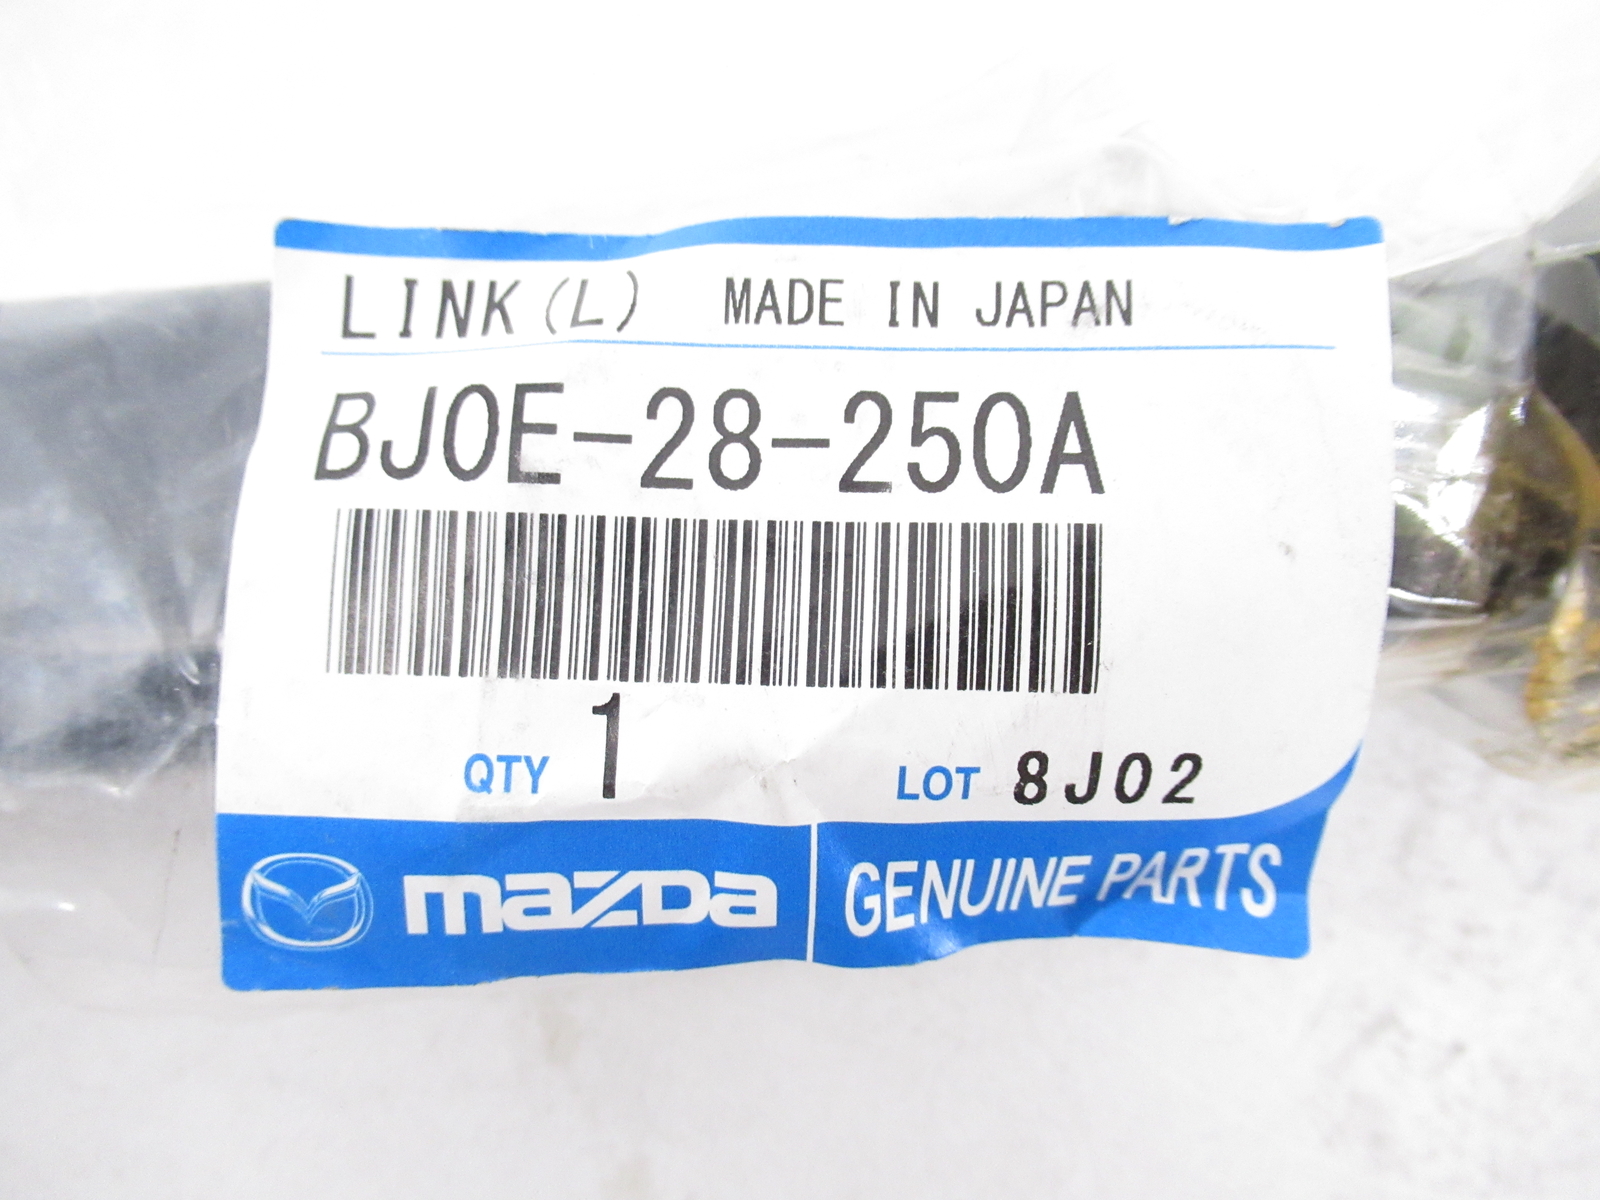 LINK(L) MADE IN JAPAN
BJ0E-28-250A
QTY 1 LOT 8J02
mazda GENUINE PARTS